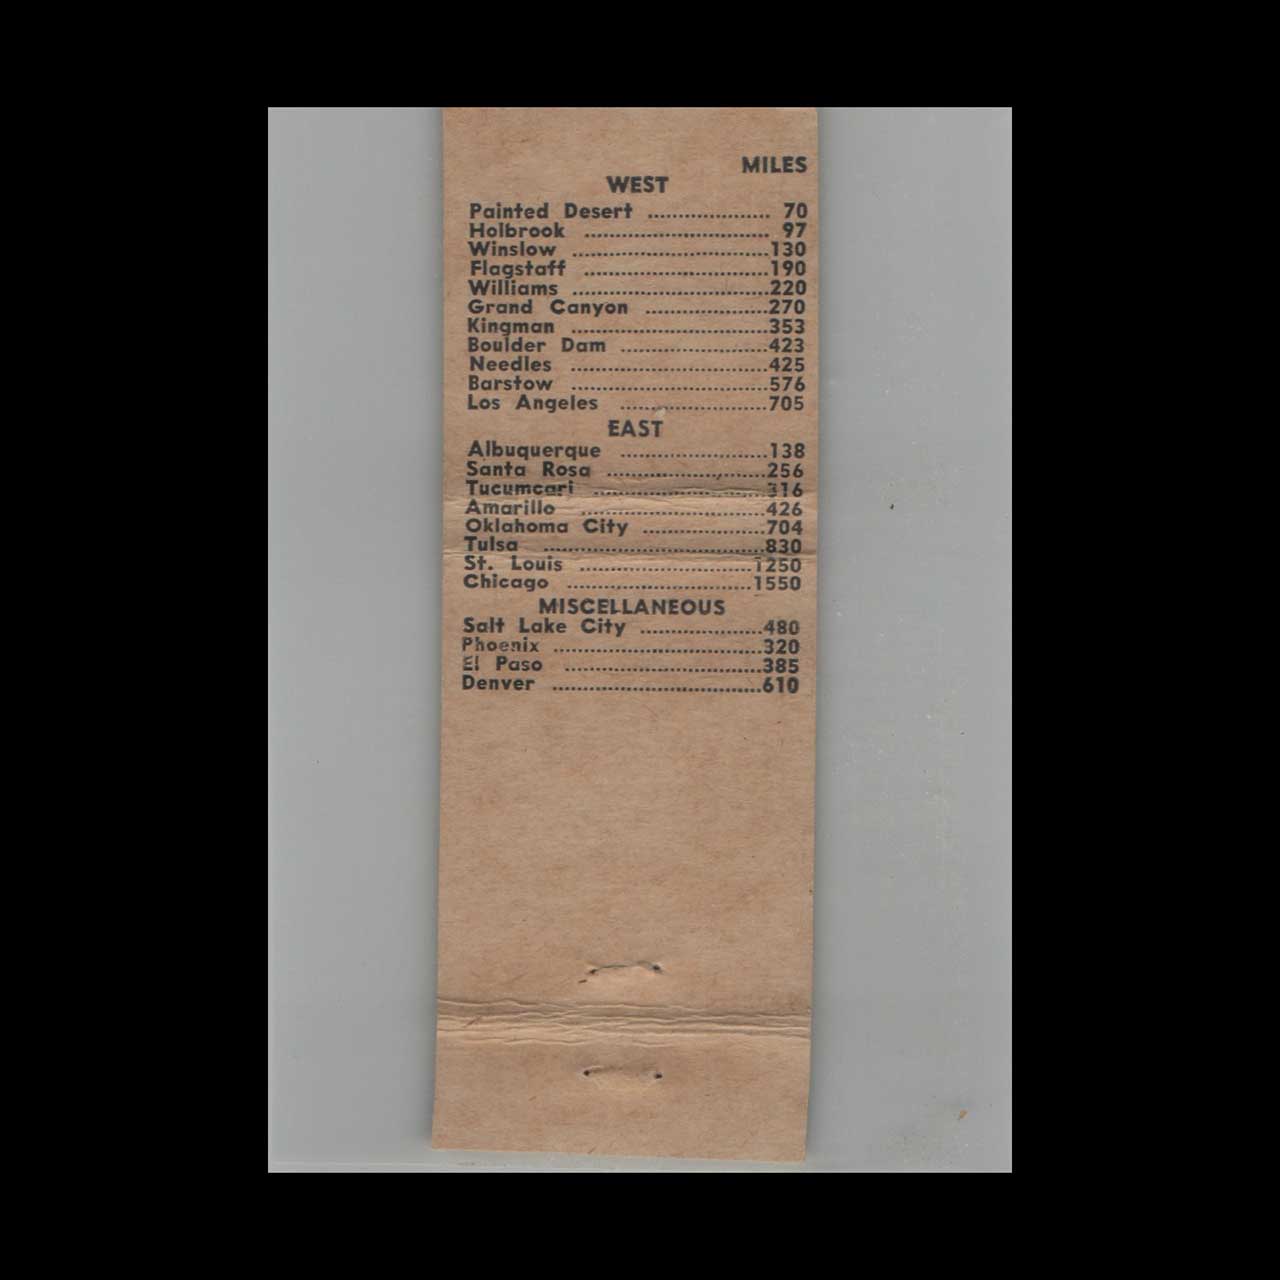 MILES
WEST
Painted Desert .................... 70
Holbrook ............................... 97
Winslow .................................130
Flagstaff ...............................190
Williams .................................220
Grand Canyon ....................270
Kingman .................................353
Boulder Dam ........................423
Needles .................................425
Barstow .................................576
Los Angeles ........................705
EAST
Albuquerque ........................138
Santa Rosa ..........................256
Tucumcari .............................316
Amarillo ...............................426
Oklahoma City ....................704
Tulsa .....................................830
St. Louis .............................1250
Chicago ...............................1550
MISCELLANEOUS
Salt Lake City ....................480
Phoenix ...................................320
El Paso .................................385
Denver ...................................610